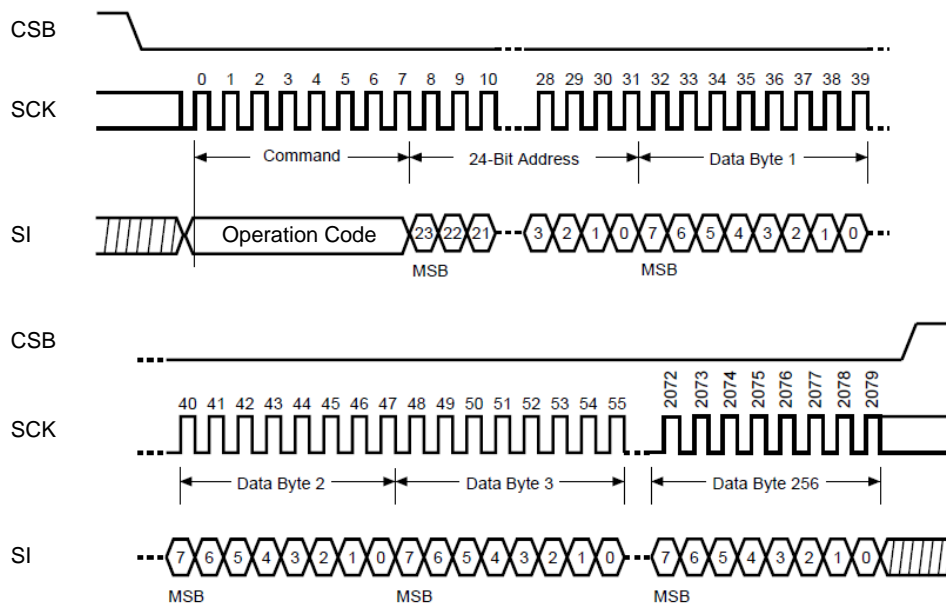 CSB
0 1 2 3 4 5 6 7 8 9 10 28 29 30 31 32 33 34 35 36 37 38 39
SCK
Command 24-Bit Address Data Byte 1
SI Operation Code 23 22 21 3 2 1 0 7 6 5 4 3 2 1 0
MSB MSB
CSB
40 41 42 43 44 45 46 47 48 49 50 51 52 53 54 55 2072 2073 2074 2075 2076 2077 2078 2079
SCK
Data Byte 2 Data Byte 3 Data Byte 256
SI 7 6 5 4 3 2 1 0 7 6 5 4 3 2 1 0 7 6 5 4 3 2 1 0
MSB MSB MSB